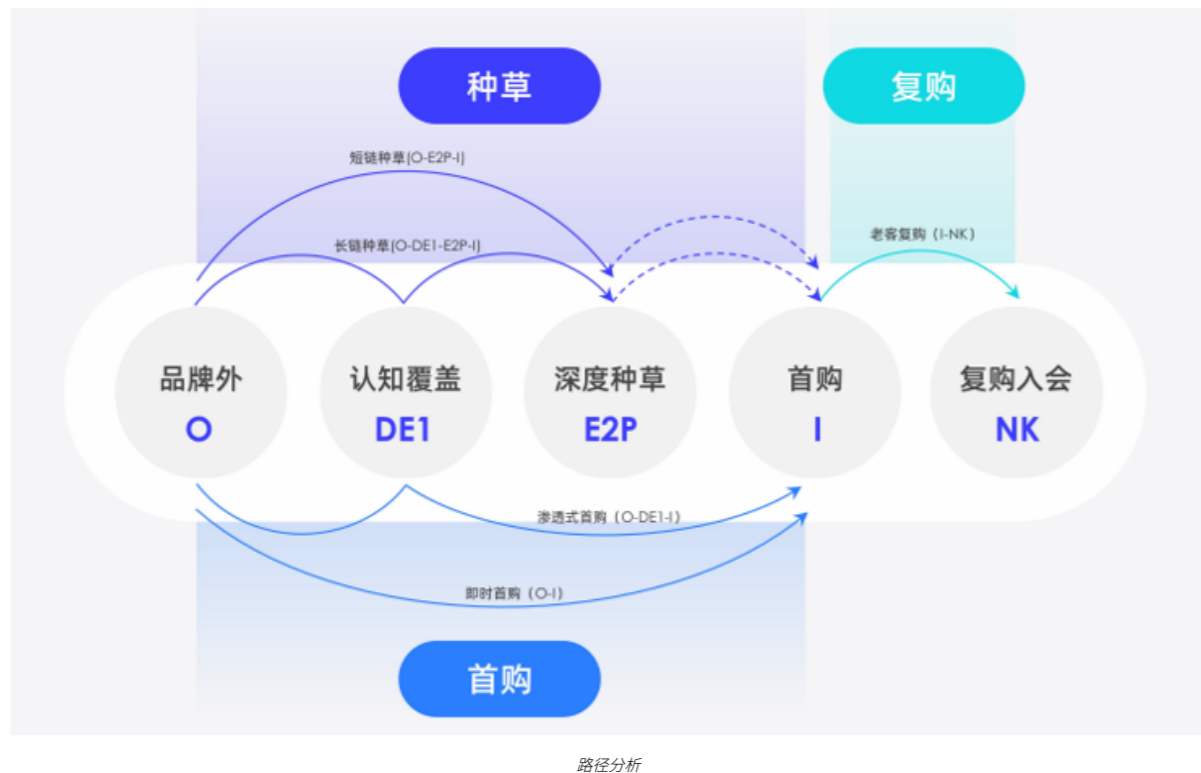 种草
复购
短链种草(O-E2P-I)
长链种草(O-DE1-E2P-I)
老客复购（I-NK）
品牌外
O
认知覆盖
DE1
深度种草
E2P
首购
I
复购入会
NK
渗透式首购（O-DE1-I）
即时首购（O-I）
首购
路径分析